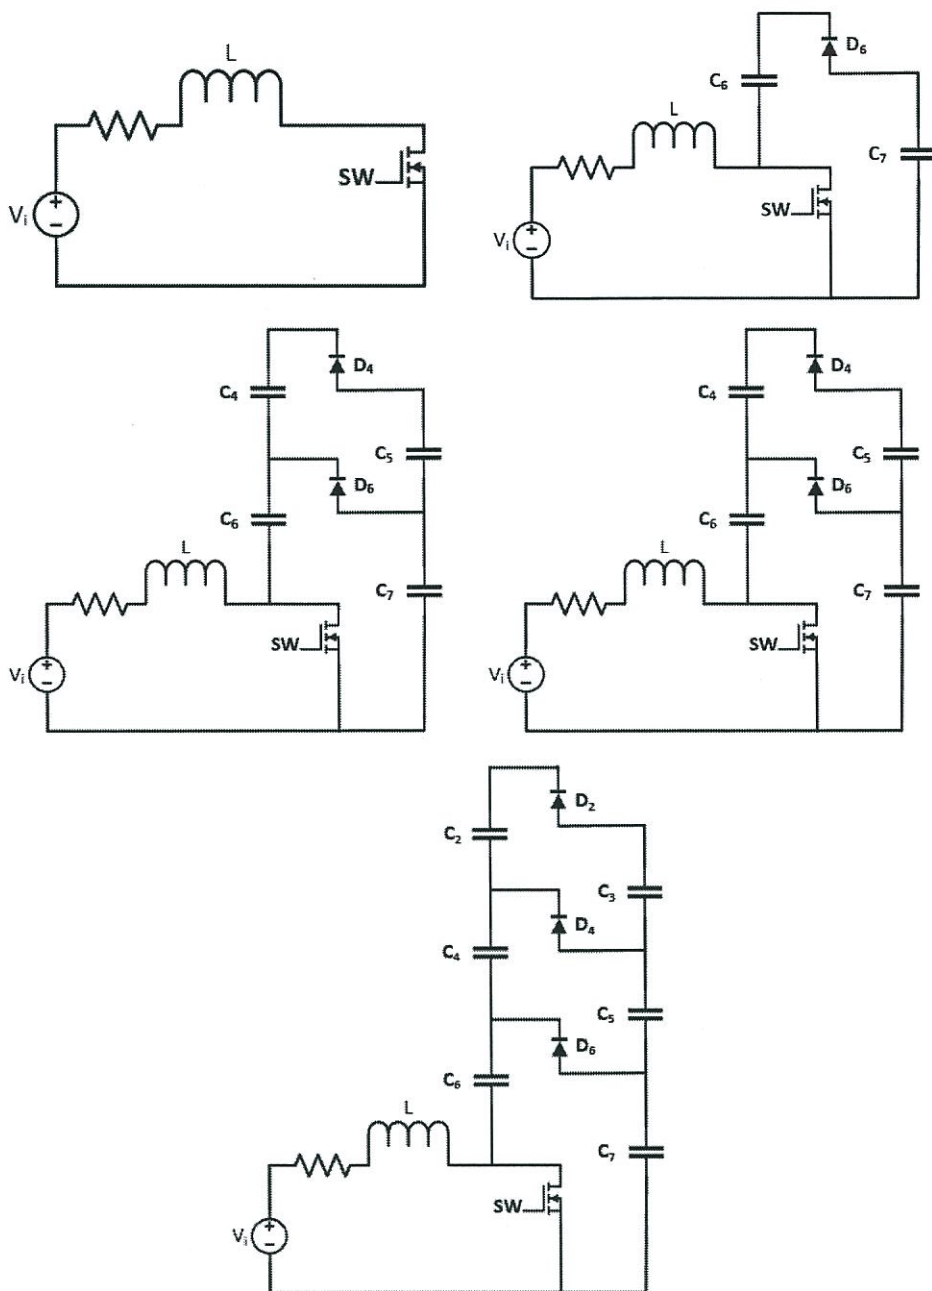 L
SW
Vᵢ
+
−
D₆
C₆
L
C₇
SW
Vᵢ
+
−
D₄
C₄
C₅
D₆
C₆
L
C₇
SW
Vᵢ
+
−
D₄
C₄
C₅
D₆
C₆
L
C₇
SW
Vᵢ
+
−
D₂
C₂
C₃
D₄
C₄
C₅
D₆
C₆
L
C₇
SW
Vᵢ
+
−